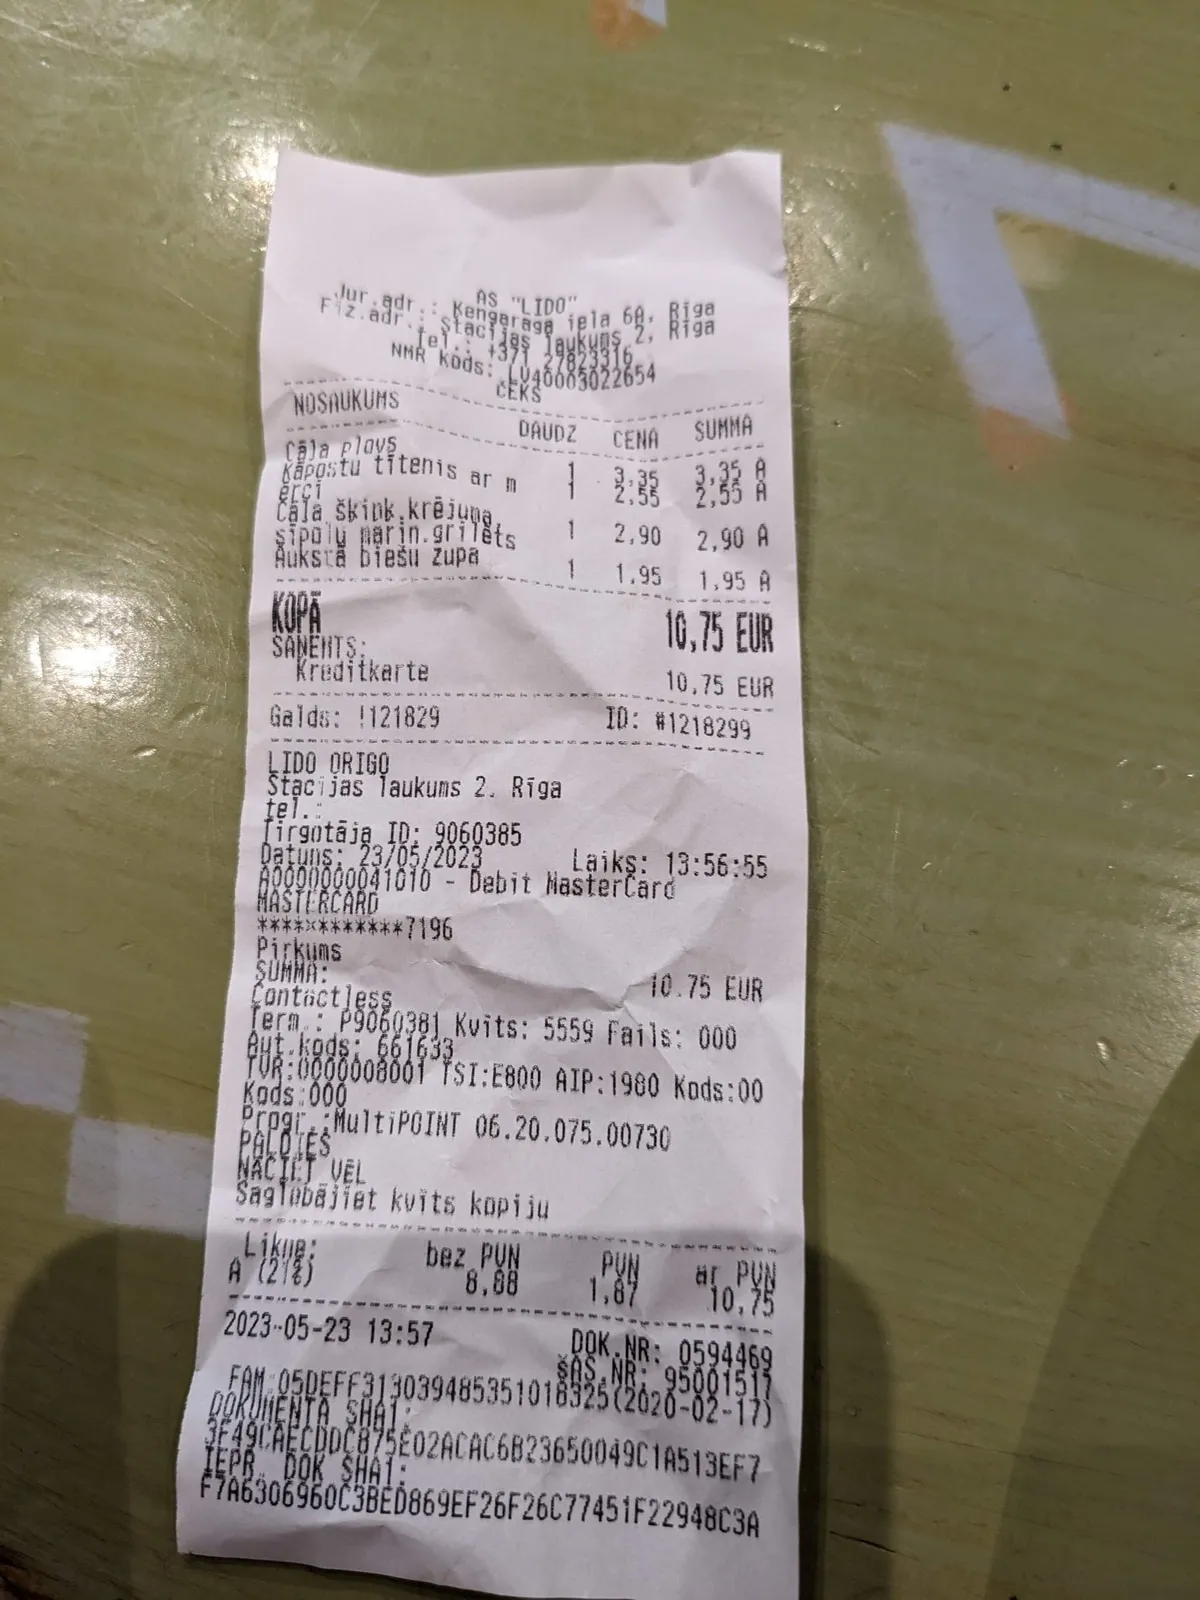 AS "LIDO"
Jur.adr.: Ķengaraga iela 6A, Rīga
Fiz.adr.: Stacijas laukums 2, Rīga
Tel.: +371 27823316
NMR kods: LV40003022654
ČEKS
NOSAUKUMS DAUDZ CENA SUMMA
Cāļa plovs 1 3,35 3,35 A
Kāpostu tītenis ar m 1 2,55 2,55 A
ērci
Cāļa šķiņķ.krējuma,
sīpolu marin.grilēts 1 2,90 2,90 A
Aukstā biešu zupa 1 1,95 1,95 A
KOPĀ 10,75 EUR
SAŅEMTS:
Kredītkarte 10,75 EUR
Galds: !121829 ID: #1218299
LIDO ORIGO
Stacijas laukums 2. Rīga
tel.:
Tirgotāja ID: 9060385
Datums: 23/05/2023 Laiks: 13:56:55
A0000000041010 - Debit MasterCard
MASTERCARD
************7196
Pirkums
SUMMA: 10.75 EUR
Contactless
Term.: P9060381 Kvīts: 5559 Fails: 000
Aut.kods: 661633
TVR:0000008001 TSI:E800 AIP:1980 Kods:00
Kods:000
Progr.:MultiPOINT 06.20.075.00730
PALDIES
NĀCIET VĒL
Saglabājiet kvīts kopiju
Likme: bez PVN PVN ar PVN
A (21%) 8,88 1,87 10,75
2023-05-23 13:57 DOK.NR: 0594469
ŠAS.NR: 95001517
FAM:05DEFF313039485351018325(2020-02-17)
DOKUMENTA SHA1:
3F49CAECDDC875E02ACAC6B23650049C1A513EF7
IEPR. DOK SHA1:
F7A6306960C3BED869EF26F26C77451F22948C3A